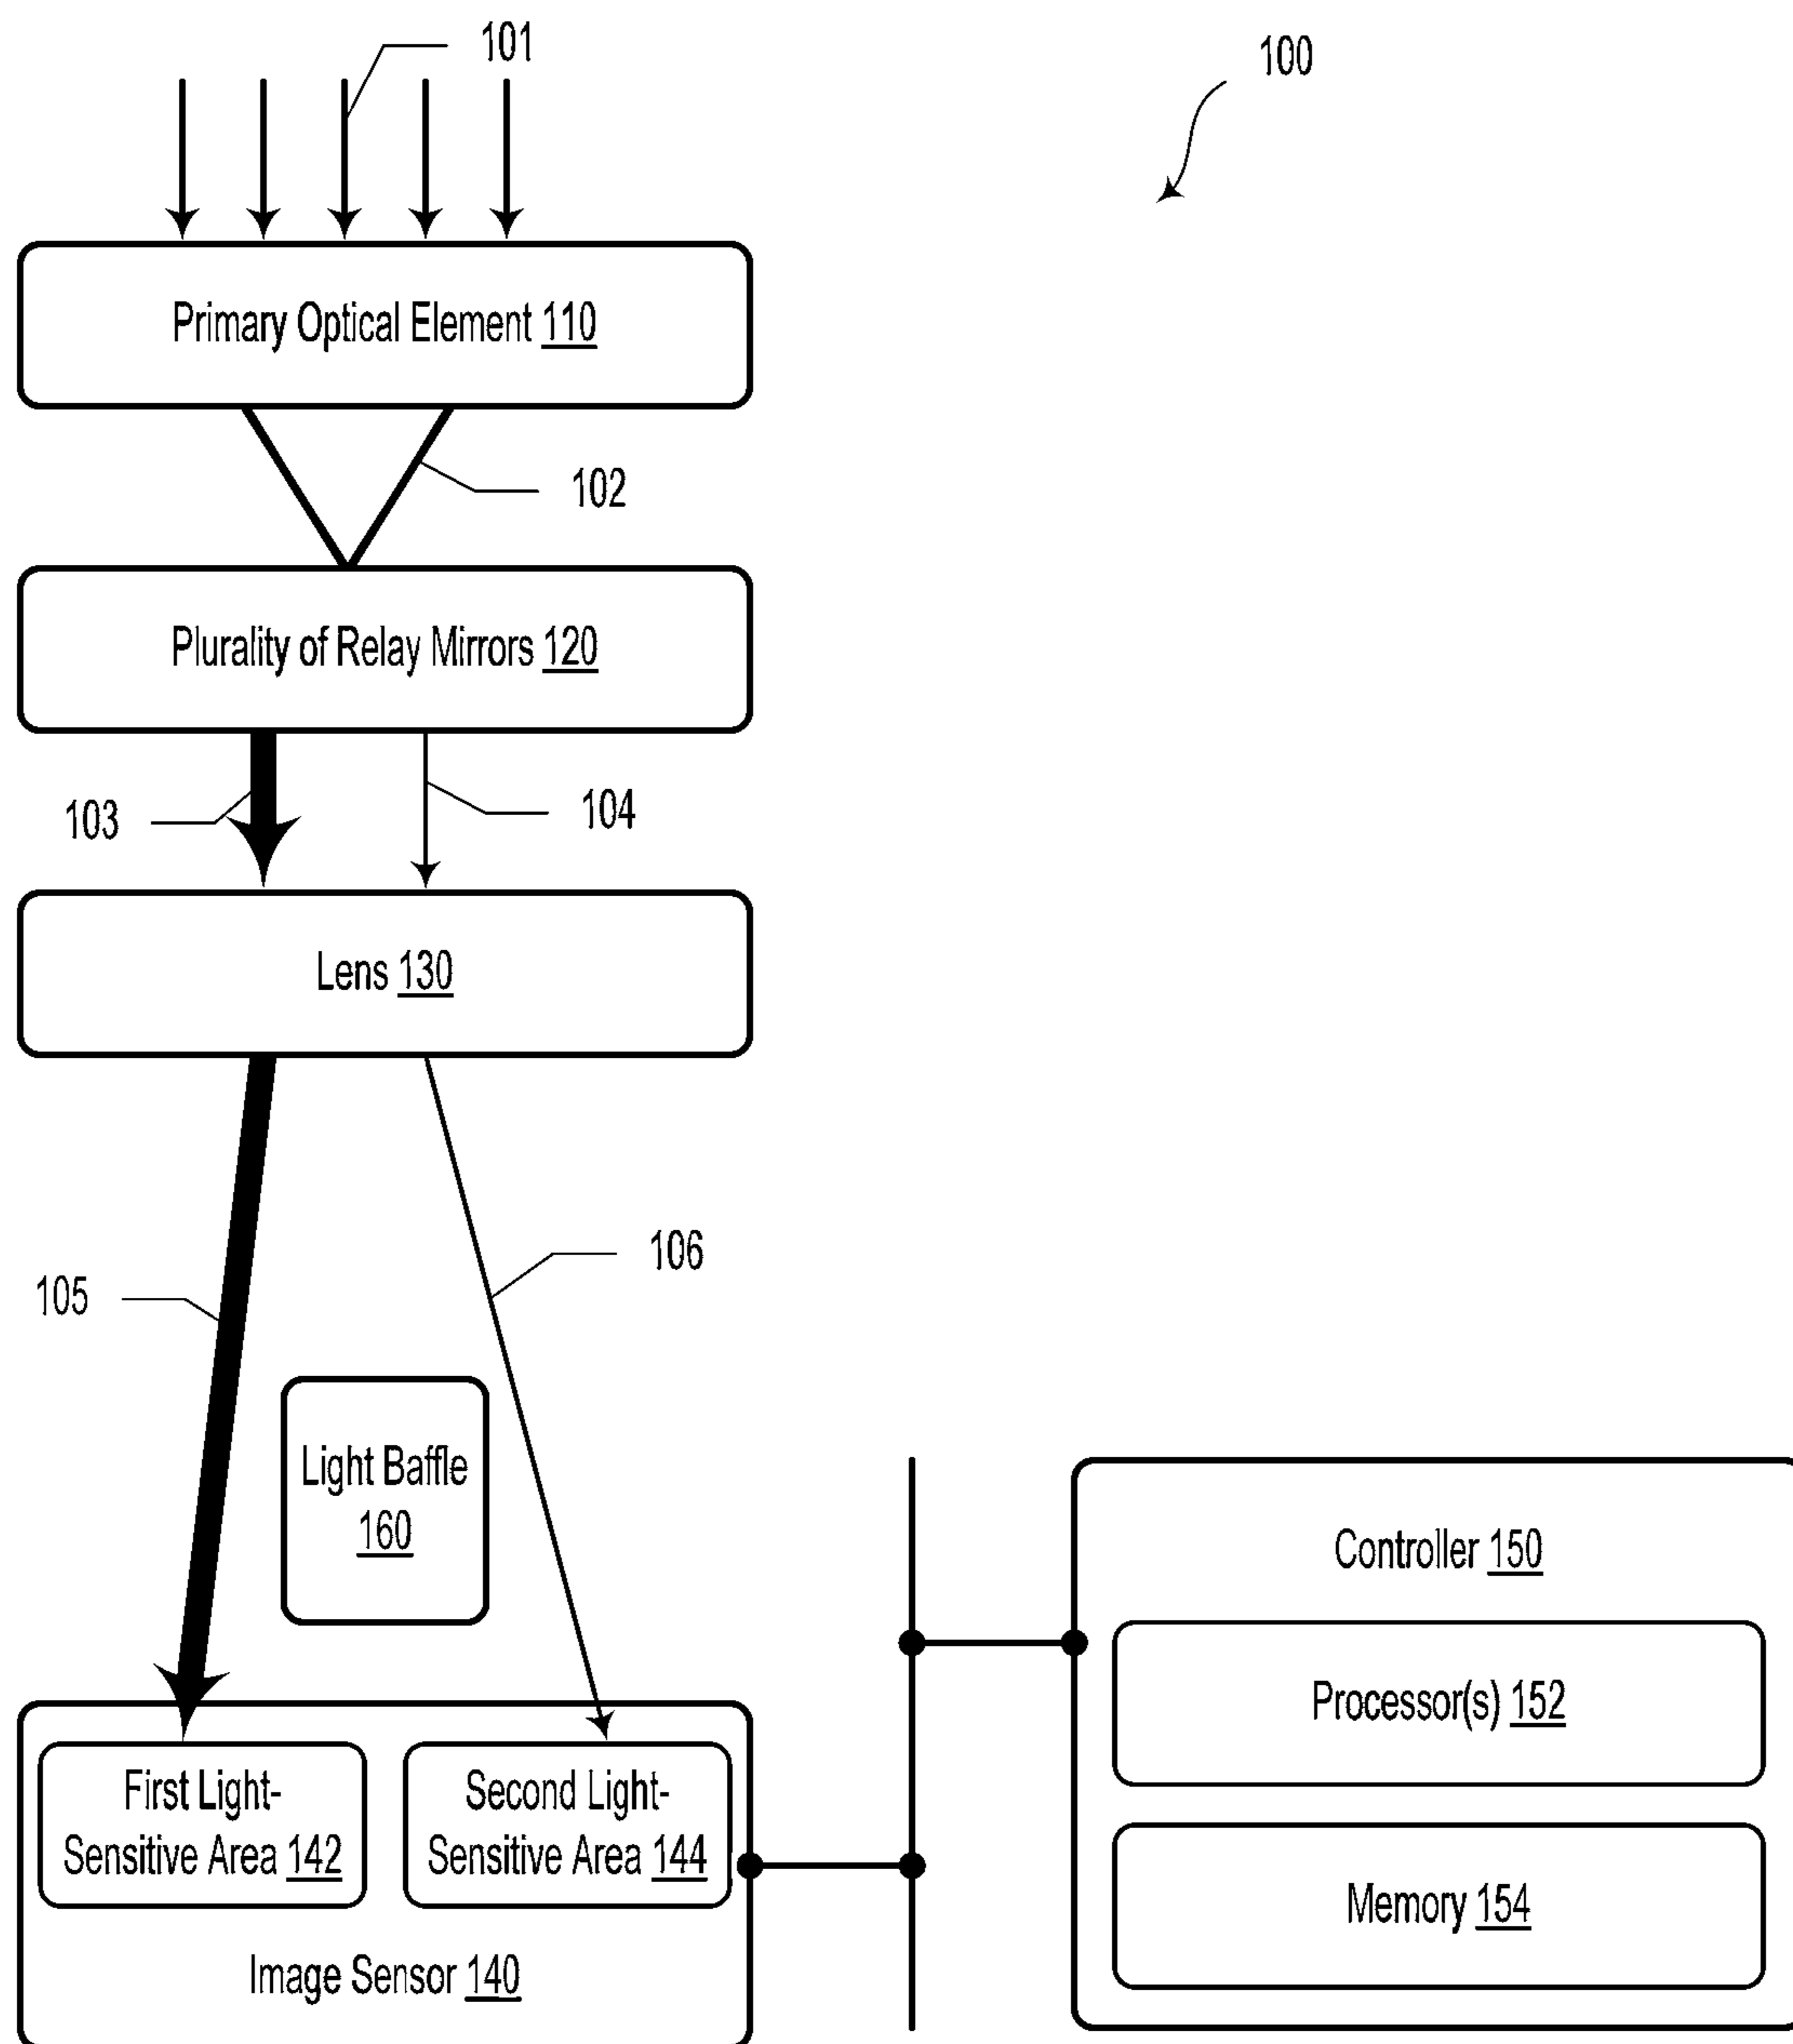 101
100
Primary Optical Element 110
102
Plurality of Relay Mirrors 120
103
104
Lens 130
106
105
Light Baffle
160
Controller 150
Processor(s) 152
First Light-
Sensitive Area 142
Second Light-
Sensitive Area 144
Memory 154
Image Sensor 140